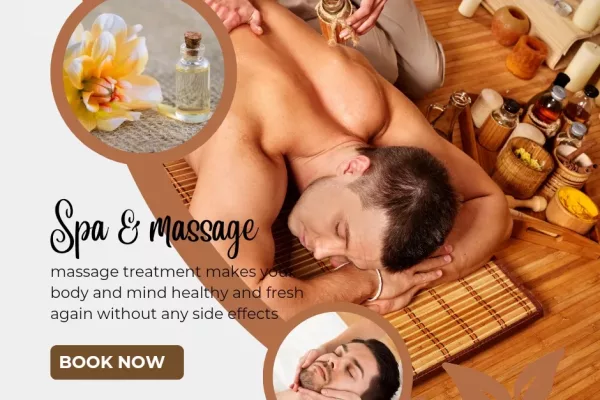 Spa & massage
massage treatment makes your
body and mind healthy and fresh
again without any side effects
BOOK NOW